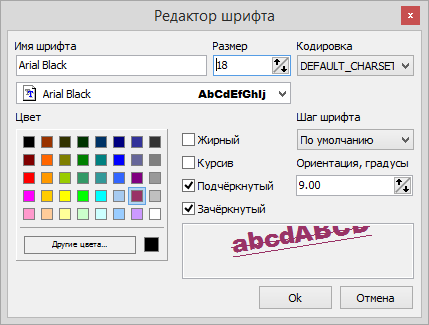 Редактор шрифта
x
Имя шрифта Размер Кодировка
Arial Black 18 DEFAULT_CHARSET
Arial Black AbCdEfGhIj
Цвет Шаг шрифта
Жирный По умолчанию
Курсив Ориентация, градусы
Подчёркнутый 9.00
Зачёркнутый
Другие цвета...
abcdABCD
Ok Отмена